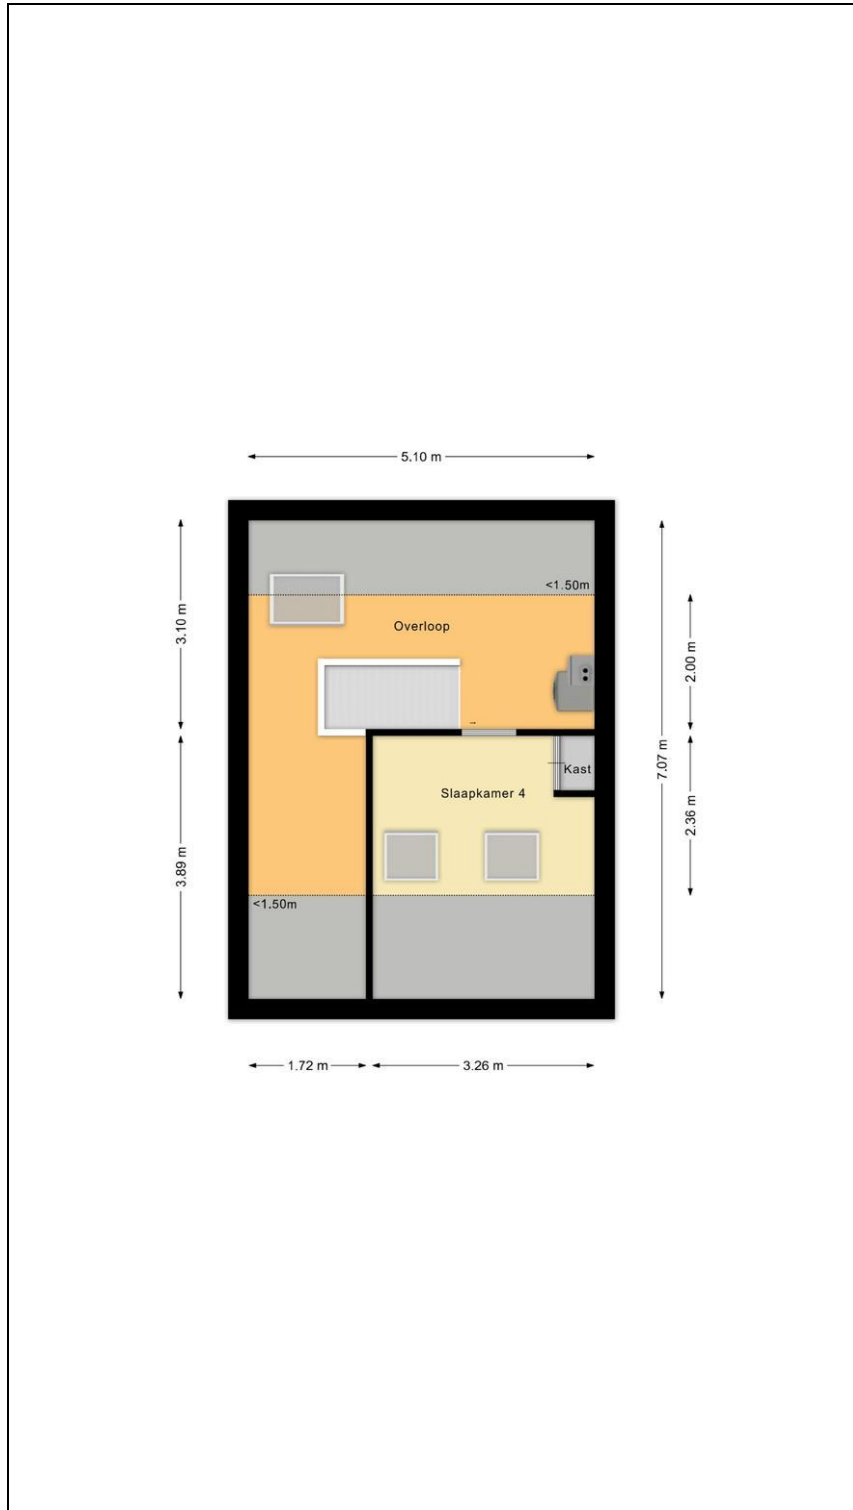 5.10 m
<1.50m
3.10 m
Overloop
2.00 m
7.07 m
Kast
Slaapkamer 4
2.36 m
3.89 m
<1.50m
1.72 m
3.26 m